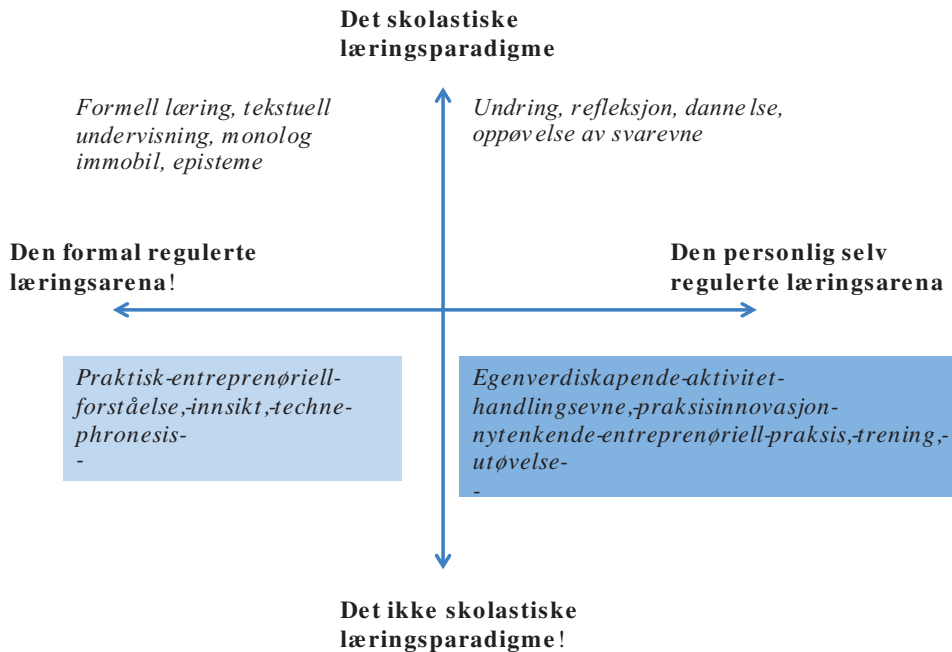 Det skolastiske
læringsparadigme
Formell læring, tekstuell
undervisning, monolog
immobil, episteme
Undring, refleksjon, dannelse,
oppøvelse av svarevne
Den formal regulerte
læringsarena!
Den personlig selv
regulerte læringsarena
Praktisk-entreprenøriell-
forståelse,-innsikt,-techne-
phronesis-
-
Egenverdiskapende-aktivitet-
handlingsevne,-praksisinnovasjon-
nytenkende-entreprenøriell-praksis,-trening,-
utøvelse-
-
Det ikke skolastiske
læringsparadigme!